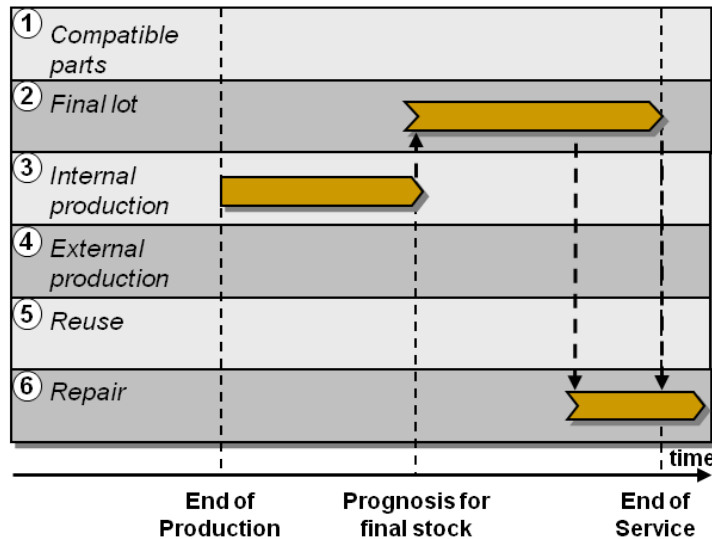 1 Compatible
parts
2 Final lot
3 Internal
production
4 External
production
5 Reuse
6 Repair
time
End of
Production
Prognosis for
final stock
End of
Service